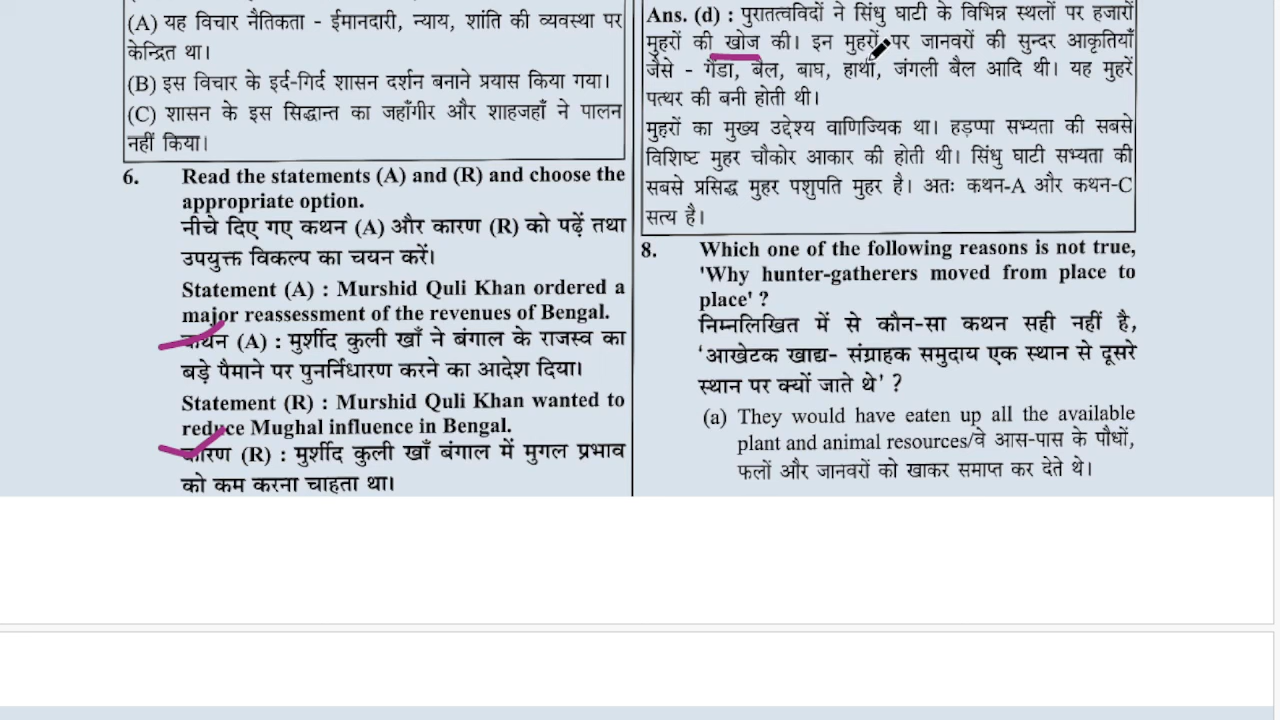 (A) यह विचार नैतिकता - ईमानदारी, न्याय, शांति की व्यवस्था पर
केन्द्रित था।
(B) इस विचार के इर्द-गिर्द शासन दर्शन बनाने प्रयास किया गया।
(C) शासन के इस सिद्धान्त का जहाँगीर और शाहजहाँ ने पालन
नहीं किया।
6. Read the statements (A) and (R) and choose the
appropriate option.
नीचे दिए गए कथन (A) और कारण (R) को पढ़ें तथा
उपयुक्त विकल्प का चयन करें।
Statement (A) : Murshid Quli Khan ordered a
major reassessment of the revenues of Bengal.
कथन (A) : मुर्शीद कुली खाँ ने बंगाल के राजस्व का
बड़े पैमाने पर पुनर्निधारण करने का आदेश दिया।
Statement (R) : Murshid Quli Khan wanted to
reduce Mughal influence in Bengal.
कारण (R) : मुर्शीद कुली खाँ बंगाल में मुगल प्रभाव
को कम करना चाहता था।
Ans. (d) : पुरातत्वविदों ने सिंधु घाटी के विभिन्न स्थलों पर हजारों
मुहरों की खोज की। इन मुहरों पर जानवरों की सुन्दर आकृतियाँ
जैसे - गैंडा, बैल, बाघ, हाथी, जंगली बैल आदि थी। यह मुहरें
पत्थर की बनी होती थी।
मुहरों का मुख्य उद्देश्य वाणिज्यिक था। हड़प्पा सभ्यता की सबसे
विशिष्ट मुहर चौकोर आकार की होती थी। सिंधु घाटी सभ्यता की
सबसे प्रसिद्ध मुहर पशुपति मुहर है। अतः कथन-A और कथन-C
सत्य है।
8. Which one of the following reasons is not true,
'Why hunter-gatherers moved from place to
place' ?
निम्नलिखित में से कौन-सा कथन सही नहीं है,
'आखेटक खाद्य- संग्राहक समुदाय एक स्थान से दूसरे
स्थान पर क्यों जाते थे' ?
(a) They would have eaten up all the available
plant and animal resources/वे आस-पास के पौधों,
फलों और जानवरों को खाकर समाप्त कर देते थे।